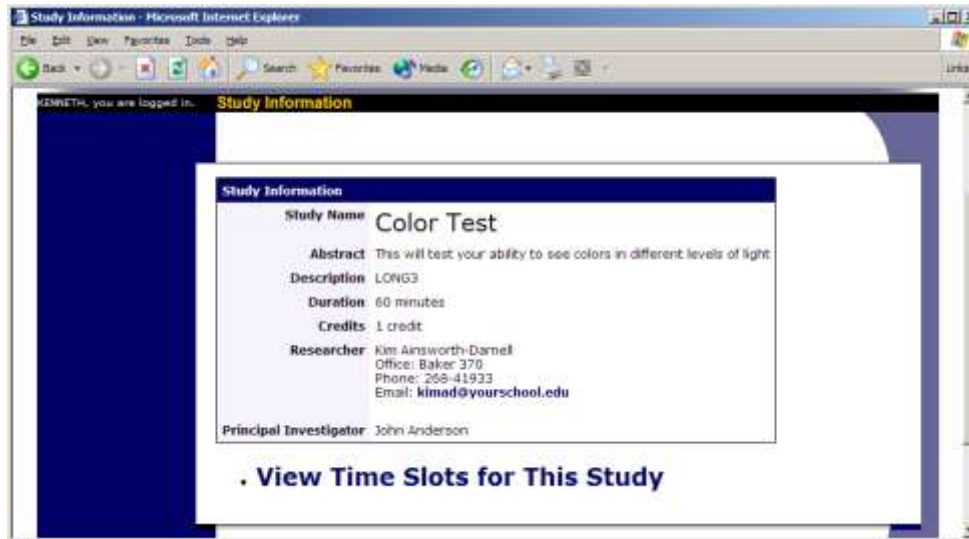 Study Information - Microsoft Internet Explorer
File Edit View Favorites Tools Help
Back Search Favorites Media Links
KENNETH, you are logged in. Study Information
Study Information
Study Name Color Test
Abstract This will test your ability to see colors in different levels of light
Description LONG3
Duration 60 minutes
Credits 1 credit
Researcher Kim Ainsworth-Darnell
Office: Baker 370
Phone: 268-41933
Email: kimad@yourschool.edu
Principal Investigator John Anderson
. View Time Slots for This Study